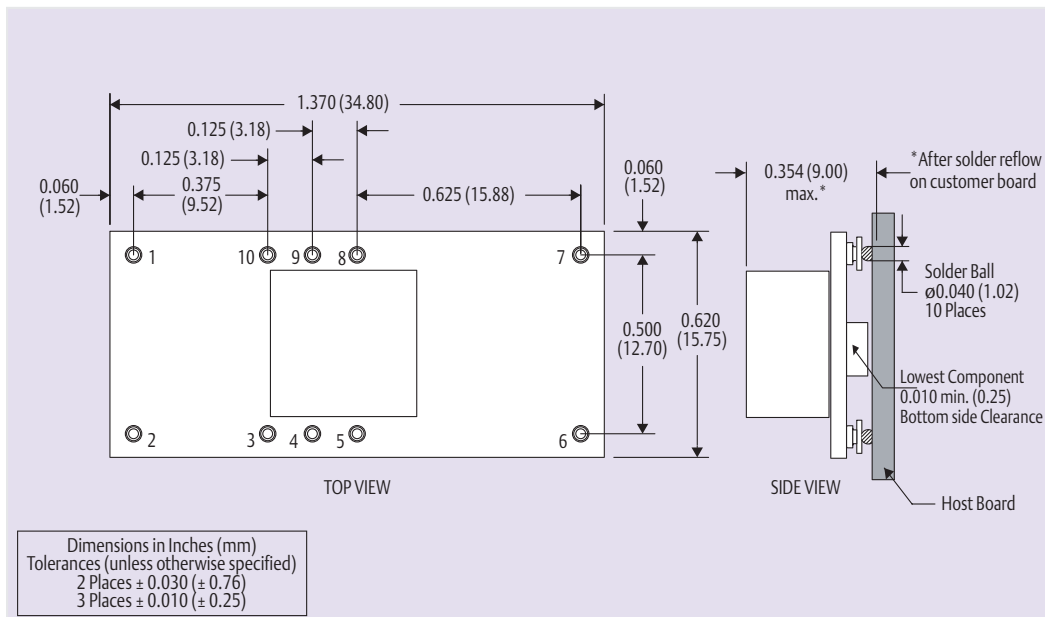 1.370 (34.80)
0.125 (3.18)
0.125 (3.18)
0.060
(1.52)
0.375
(9.52)
0.625 (15.88)
0.060
(1.52)
0.354 (9.00)
max. *
* After solder reflow
on customer board
1
10
9
8
7
Solder Ball
ø0.040 (1.02)
10 Places
0.500
(12.70)
0.620
(15.75)
Lowest Component
0.010 min. (0.25)
Bottom side Clearance
2
3
4
5
6
TOP VIEW
SIDE VIEW
Host Board
Dimensions in Inches (mm)
Tolerances (unless otherwise specified)
2 Places ± 0.030 (± 0.76)
3 Places ± 0.010 (± 0.25)